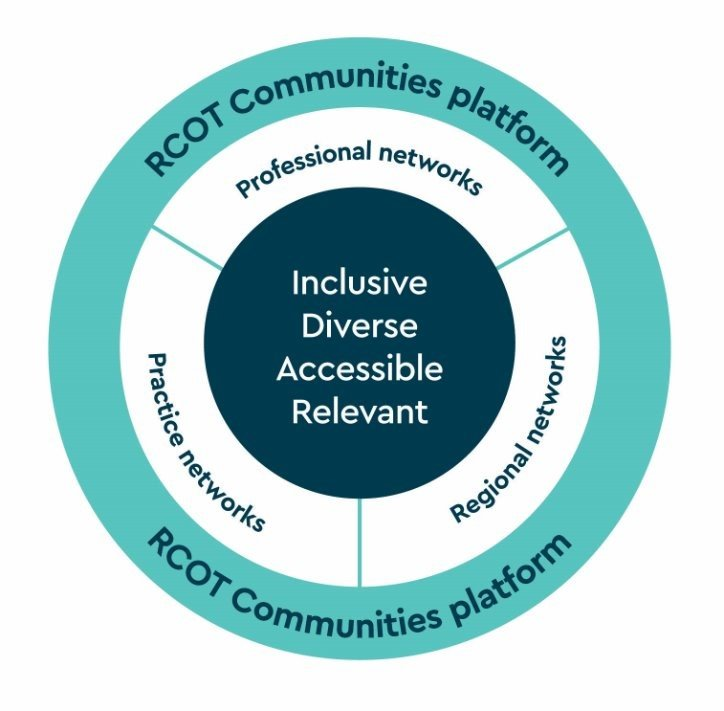 RCOT Communities platform
Professional networks
Inclusive
Diverse
Accessible
Relevant
Practice networks
Regional networks
RCOT Communities platform